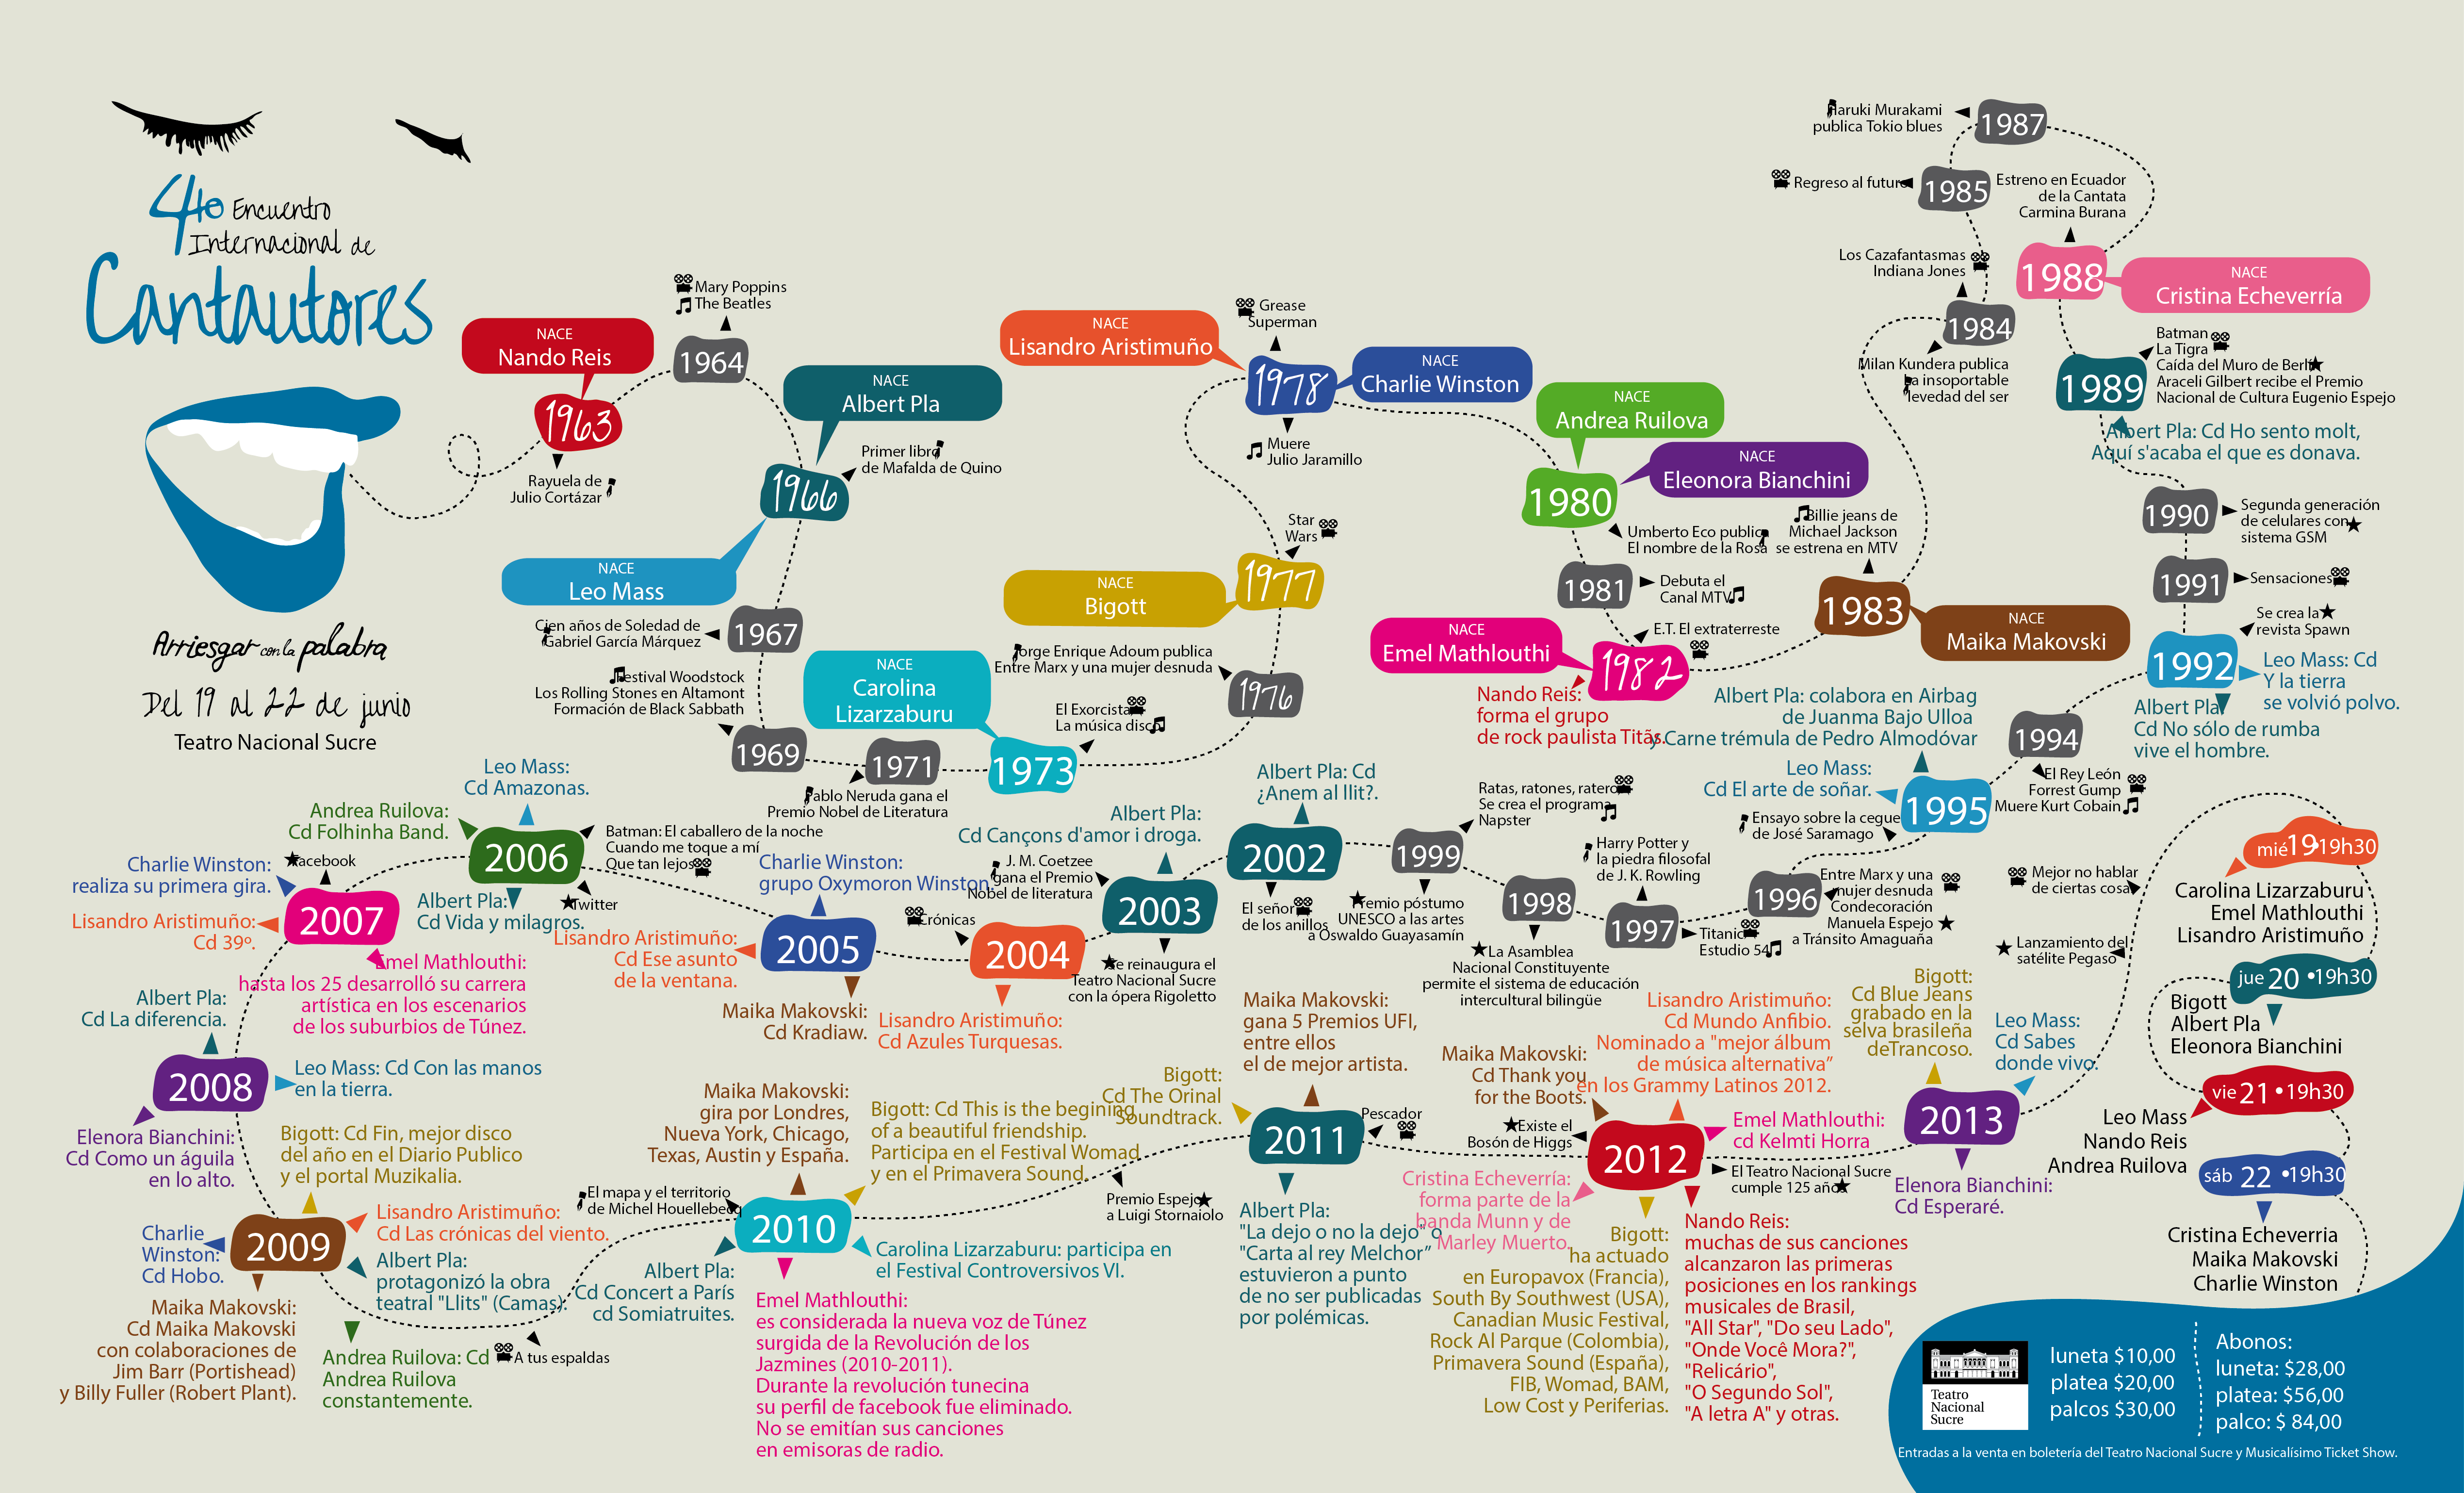 4to Encuentro
Internacional de
Cantautores
Arriesgar con la palabra
Del 19 al 22 de junio
Teatro Nacional Sucre
NACE
Nando Reis
1963
Rayuela de
Julio Cortázar
Mary Poppins
The Beatles
1964
NACE
Albert Pla
1966
Primer libro
de Mafalda de Quino
NACE
Leo Mass
1967
Cien años de Soledad de
Gabriel García Márquez
Festival Woodstock
Los Rolling Stones en Altamont
Formación de Black Sabbath
1969
1971
Pablo Neruda gana el
Premio Nobel de Literatura
NACE
Carolina
Lizarzaburu
1973
El Exorcista
La música disco
Jorge Enrique Adoum publica
Entre Marx y una mujer desnuda
1976
NACE
Bigott
1977
Star
Wars
NACE
Lisandro Aristimuño
Grease
Superman
1978
NACE
Charlie Winston
Muere
Julio Jaramillo
NACE
Andrea Ruilova
1980
NACE
Eleonora Bianchini
Umberto Eco publica
El nombre de la Rosa
1981
Debuta el
Canal MTV
NACE
Emel Mathlouthi
1982
E.T. El extraterreste
Nando Reis:
forma el grupo
de rock paulista Titãs.
Billie jeans de
Michael Jackson
se estrena en MTV
1983
NACE
Maika Makovski
Los Cazafantasmas
Indiana Jones
1984
Milan Kundera publica
La insoportable
levedad del ser
Regreso al futuro
1985
Haruki Murakami
publica Tokio blues
1987
Estreno en Ecuador
de la Cantata
Carmina Burana
1988
NACE
Cristina Echeverría
1989
Batman
La Tigra
Caída del Muro de Berlín
Araceli Gilbert recibe el Premio
Nacional de Cultura Eugenio Espejo
Albert Pla: Cd Ho sento molt,
Aquí s'acaba el que es donava.
1990
Segunda generación
de celulares con
sistema GSM
1991
Sensaciones
1992
Se crea la
revista Spawn
Leo Mass: Cd
Y la tierra
se volvió polvo.
Albert Pla:
Cd No sólo de rumba
vive el hombre.
1994
El Rey León
Forrest Gump
Muere Kurt Cobain
1995
Albert Pla: colabora en Airbag
de Juanma Bajo Ulloa
y Carne trémula de Pedro Almodóvar
Leo Mass:
Cd El arte de soñar.
Ensayo sobre la ceguera
de José Saramago
1996
Entre Marx y una
mujer desnuda
Condecoración
Manuela Espejo
a Tránsito Amaguaña
1997
Harry Potter y
la piedra filosofal
de J. K. Rowling
Titanic
Estudio 54
1998
La Asamblea
Nacional Constituyente
permite el sistema de educación
intercultural bilingüe
1999
Ratas, ratones, rateros
Se crea el programa
Napster
Premio póstumo
UNESCO a las artes
a Oswaldo Guayasamín
2002
Albert Pla: Cd
¿Anem al llit?.
El señor
de los anillos
2003
Albert Pla:
Cd Cançons d'amor i droga.
J. M. Coetzee
gana el Premio
Nobel de literatura
Se reinaugura el
Teatro Nacional Sucre
con la ópera Rigoletto
2004
Crónicas
Lisandro Aristimuño:
Cd Azules Turquesas.
2005
Charlie Winston:
grupo Oxymoron Winston.
Lisandro Aristimuño:
Cd Ese asunto
de la ventana.
Maika Makovski:
Cd Kradiaw.
2006
Leo Mass:
Cd Amazonas.
Andrea Ruilova:
Cd Folhinha Band.
Batman: El caballero de la noche
Cuando me toque a mí
Que tan lejos
Twitter
Albert Pla:
Cd Vida y milagros.
2007
Facebook
Charlie Winston:
realiza su primera gira.
Lisandro Aristimuño:
Cd 39º.
Emel Mathlouthi:
hasta los 25 desarrolló su carrera
artística en los escenarios
de los suburbios de Túnez.
2008
Albert Pla:
Cd La diferencia.
Leo Mass: Cd Con las manos
en la tierra.
Elenora Bianchini:
Cd Como un águila
en lo alto.
2009
Bigott: Cd Fin, mejor disco
del año en el Diario Publico
y el portal Muzikalia.
Lisandro Aristimuño:
Cd Las crónicas del viento.
Charlie
Winston:
Cd Hobo.
Albert Pla:
protagonizó la obra
teatral "Llits" (Camas).
Maika Makovski:
Cd Maika Makovski
con colaboraciones de
Jim Barr (Portishead)
y Billy Fuller (Robert Plant).
Andrea Ruilova: Cd
Andrea Ruilova
constantemente.
A tus espaldas
2010
Maika Makovski:
gira por Londres,
Nueva York, Chicago,
Texas, Austin y España.
El mapa y el territorio
de Michel Houellebecq
Bigott: Cd This is the begining
of a beautiful friendship.
Participa en el Festival Womad
y en el Primavera Sound.
Carolina Lizarzaburu: participa en
el Festival Controversivos VI.
Albert Pla:
Cd Concert a París
cd Somiatruites.
Emel Mathlouthi:
es considerada la nueva voz de Túnez
surgida de la Revolución de los
Jazmines (2010-2011).
Durante la revolución tunecina
su perfil de facebook fue eliminado.
No se emitían sus canciones
en emisoras de radio.
Premio Espejo
a Luigi Stornaiolo
2011
Bigott:
Cd The Orinal
Soundtrack.
Maika Makovski:
gana 5 Premios UFI,
entre ellos
el de mejor artista.
Pescador
Albert Pla:
"La dejo o no la dejo" o
"Carta al rey Melchor"
estuvieron a punto
de no ser publicadas
por polémicas.
2012
Maika Makovski:
Cd Thank you
for the Boots.
Lisandro Aristimuño:
Cd Mundo Anfibio.
Nominado a "mejor álbum
de música alternativa"
en los Grammy Latinos 2012.
Existe el
Bosón de Higgs
Emel Mathlouthi:
cd Kelmti Horra
El Teatro Nacional Sucre
cumple 125 años
Cristina Echeverría:
forma parte de la
banda Munn y de
Marley Muerto.
Bigott:
ha actuado
en Europavox (Francia),
South By Southwest (USA),
Canadian Music Festival,
Rock Al Parque (Colombia),
Primavera Sound (España),
FIB, Womad, BAM,
Low Cost y Periferias.
Nando Reis:
muchas de sus canciones
alcanzaron las primeras
posiciones en los rankings
musicales de Brasil,
"All Star", "Do seu Lado",
"Onde Você Mora?",
"Relicário",
"O Segundo Sol",
"A letra A" y otras.
2013
Bigott:
Cd Blue Jeans
grabado en la
selva brasileña
deTrancoso.
Leo Mass:
Cd Sabes
donde vivo.
Elenora Bianchini:
Cd Esperaré.
Mejor no hablar
de ciertas cosas
Lanzamiento del
satélite Pegaso
mié 19•19h30
Carolina Lizarzaburu
Emel Mathlouthi
Lisandro Aristimuño
jue 20 •19h30
Bigott
Albert Pla
Eleonora Bianchini
vie 21 •19h30
Leo Mass
Nando Reis
Andrea Ruilova
sáb 22 •19h30
Cristina Echeverria
Maika Makovski
Charlie Winston
Teatro
Nacional
Sucre
luneta $10,00
platea $20,00
palcos $30,00
Abonos:
luneta: $28,00
platea: $56,00
palco: $ 84,00
Entradas a la venta en boletería del Teatro Nacional Sucre y Musicalísimo Ticket Show.